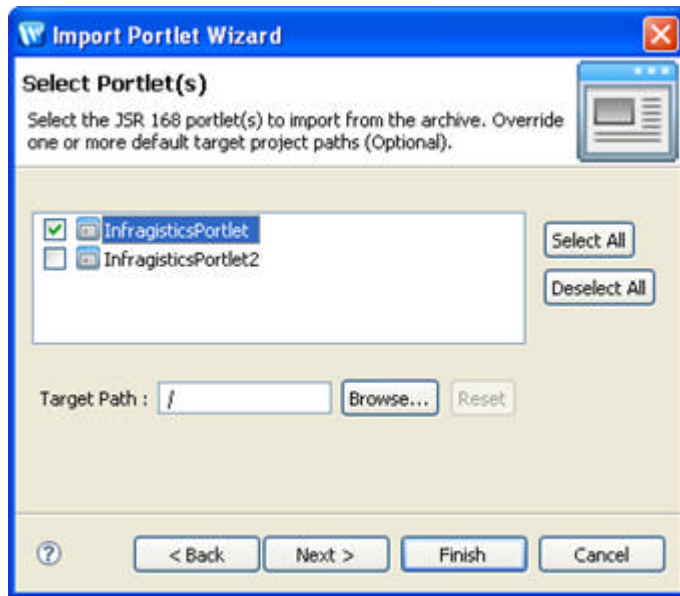 Import Portlet Wizard
Select Portlet(s)
Select the JSR 168 portlet(s) to import from the archive. Override
one or more default target project paths (Optional).
InfragisticsPortlet
InfragisticsPortlet2
Select All
Deselect All
Target Path : / Browse... Reset
? < Back Next > Finish Cancel